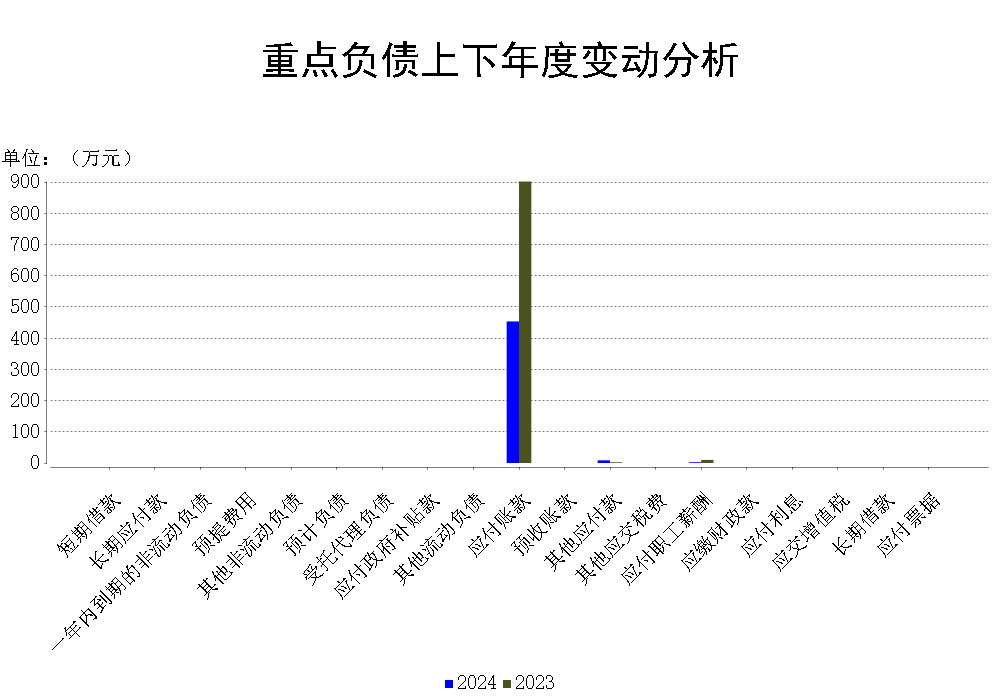 重点负债上下年度变动分析
单位：（万元）
900
800
700
600
500
400
300
200
100
0
短期借款
长期应付款
一年内到期的非流动负债
预提费用
其他非流动负债
预计负债
受托代理负债
应付政府补贴款
其他流动负债
应付账款
预收账款
其他应付款
其他应交税费
应付职工薪酬
应缴财政款
应付利息
应交增值税
长期借款
应付票据
2024 2023